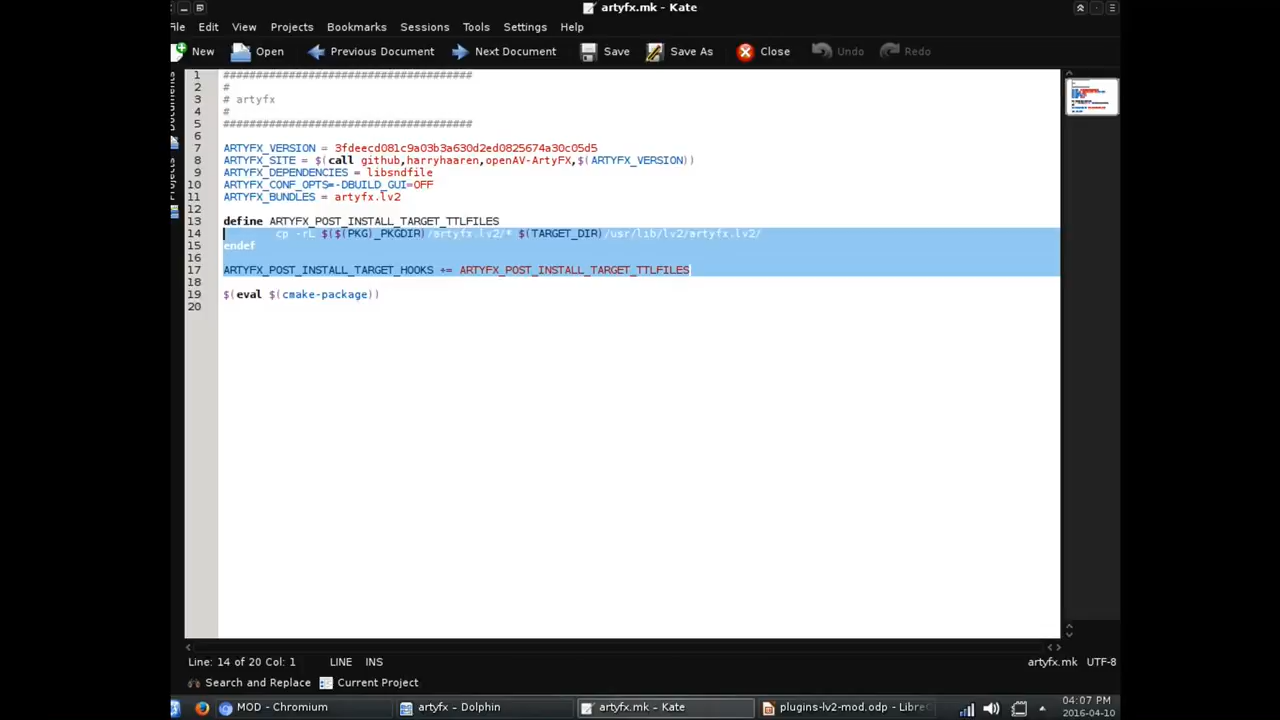 artyfx.mk - Kate
File Edit View Projects Bookmarks Sessions Tools Settings Help
New Open Previous Document Next Document Save Save As Close Undo Redo
Documents
Projects
1 ######################################
2 #
3 # artyfx
4 #
5 ######################################
6
7 ARTYFX_VERSION = 3fdeecd081c9a03b3a630d2ed0825674a30c05d5
8 ARTYFX_SITE = $(call github,harryhaaren,openAV-ArtyFX,$(ARTYFX_VERSION))
9 ARTYFX_DEPENDENCIES = libsndfile
10 ARTYFX_CONF_OPTS=-DBUILD_GUI=OFF
11 ARTYFX_BUNDLES = artyfx.lv2
12
13 define ARTYFX_POST_INSTALL_TARGET_TTLFILES
14 cp -rL $($(PKG)_PKGDIR)/artyfx.lv2/* $(TARGET_DIR)/usr/lib/lv2/artyfx.lv2/
15 endef
16
17 ARTYFX_POST_INSTALL_TARGET_HOOKS += ARTYFX_POST_INSTALL_TARGET_TTLFILES
18
19 $(eval $(cmake-package))
20
Line: 14 of 20 Col: 1 LINE INS artyfx.mk UTF-8
Search and Replace Current Project
MOD - Chromium artyfx – Dolphin artyfx.mk - Kate plugins-lv2-mod.odp - LibreO 04:07 PM
2016-04-10